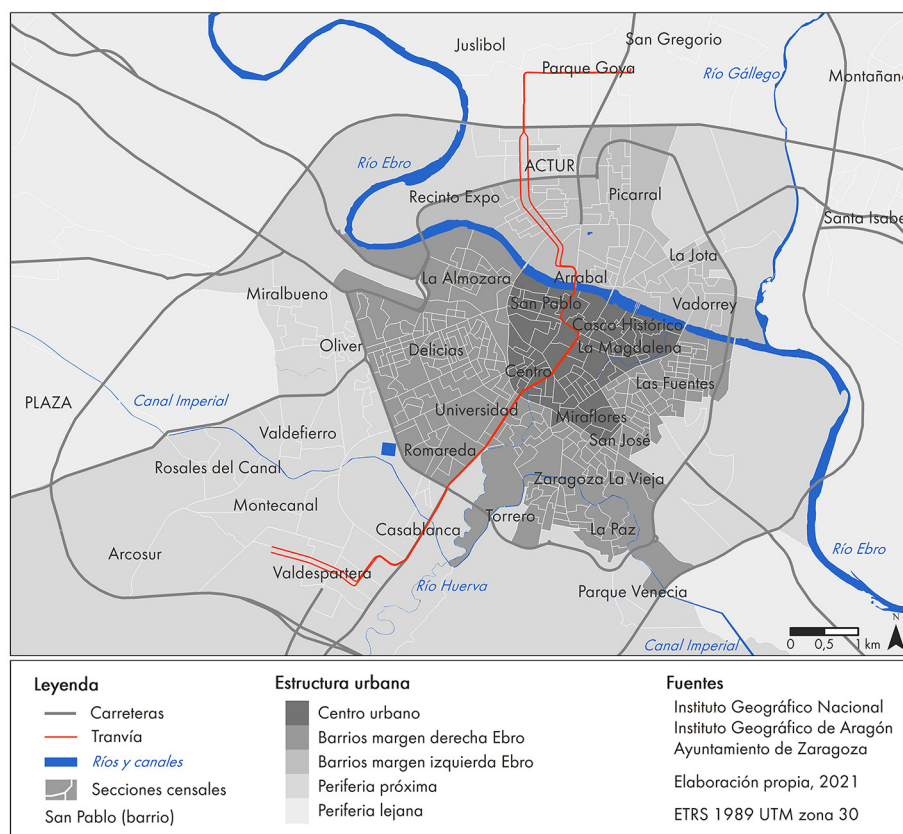 Juslibol
San Gregorio
Parque Goya
Río Gállego
Montañana
Río Ebro
ACTUR
Recinto Expo
Picarral
Santa Isabe
La Jota
La Almozara
Arrabal
Miralbueno
San Pablo
Vadorrey
Casco Histórico
Oliver
Delicias
La Magdalena
Centro
Las Fuentes
PLAZA
Canal Imperial
Universidad
Miraflores
Valdefierro
San José
Romareda
Rosales del Canal
Zaragoza La Vieja
Montecanal
Torrero
Casablanca
La Paz
Arcosur
Río Ebro
Valdespartera
Río Huerva
Parque Venecia
N
0 0,5 1 km
Canal Imperial
Leyenda
Carreteras
Tranvía
Ríos y canales
Secciones censales
San Pablo (barrio)
Estructura urbana
Centro urbano
Barrios margen derecha Ebro
Barrios margen izquierda Ebro
Periferia próxima
Periferia lejana
Fuentes
Instituto Geográfico Nacional
Instituto Geográfico de Aragón
Ayuntamiento de Zaragoza
Elaboración propia, 2021
ETRS 1989 UTM zona 30